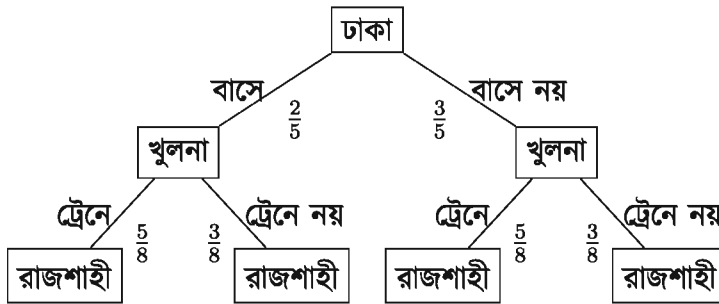 ঢাকা
বাসে বাসে নয়
2/5 3/5
খুলনা খুলনা
ট্রেনে ট্রেনে নয় ট্রেনে ট্রেনে নয়
5/8 3/8 5/8 3/8
রাজশাহী রাজশাহী রাজশাহী রাজশাহী